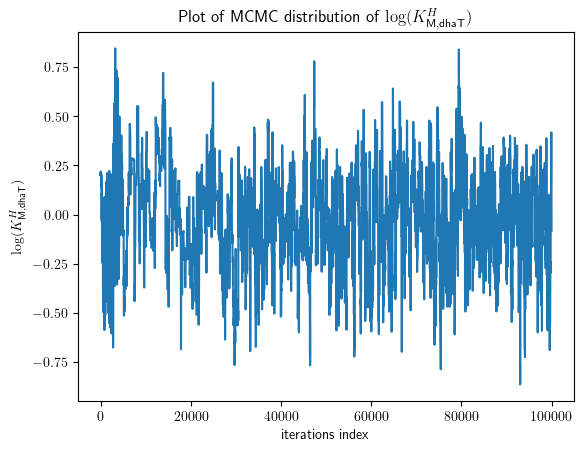 Plot of MCMC distribution of log(K^H_M,dhaT)
log(K^H_M,dhaT)
0.75
0.50
0.25
0.00
−0.25
−0.50
−0.75
0 20000 40000 60000 80000 100000
iterations index